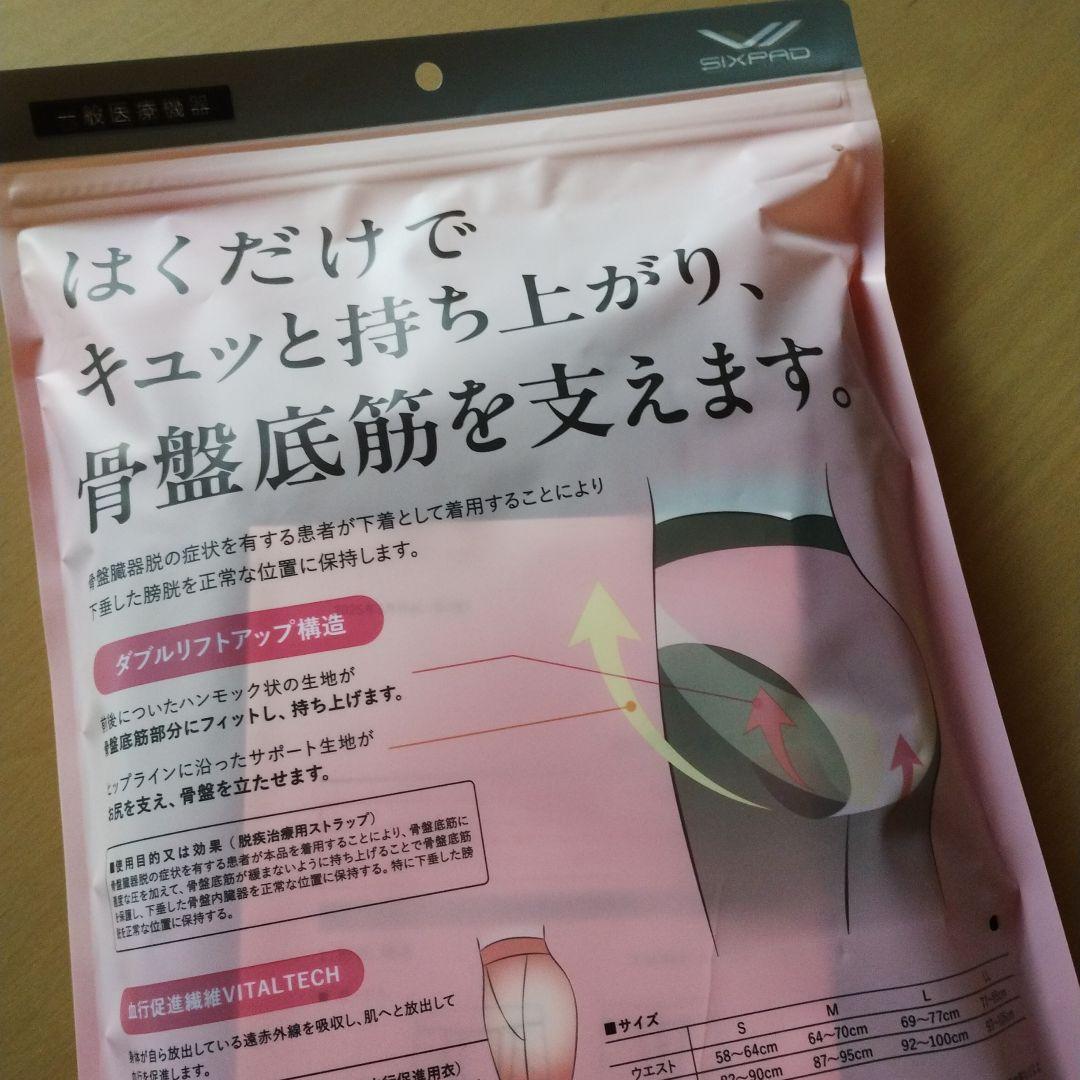 SIXPAD
一般医療機器
はくだけで
キュッと持ち上がり、
骨盤底筋を支えます。
骨盤臓器脱の症状を有する患者が下着として着用することにより
下垂した膀胱を正常な位置に保持します。
ダブルリフトアップ構造
前後についたハンモック状の生地が
骨盤底筋部分にフィットし、持ち上げます。
ヒップラインに沿ったサポート生地が
お尻を支え、骨盤を立たせます。
■使用目的又は効果(脱疾治療用ストラップ)
骨盤臓器脱の症状を有する患者が本品を着用することにより、骨盤底筋に
適度な圧を加えて、骨盤底筋が緩まないように持ち上げることで骨盤底筋
を保護し、下垂した骨盤内臓器を正常な位置に保持する。特に下垂した膀
胱を正常な位置に保持する。
血行促進繊維VITALTECH
身体が自ら放出している遠赤外線を吸収し、肌へと放出して
血行を促進します。
行促進用衣)
■サイズ
S M L LL
ウエスト 58〜64cm 64〜70cm 69〜77cm
82〜90cm 87〜95cm 92〜100cm